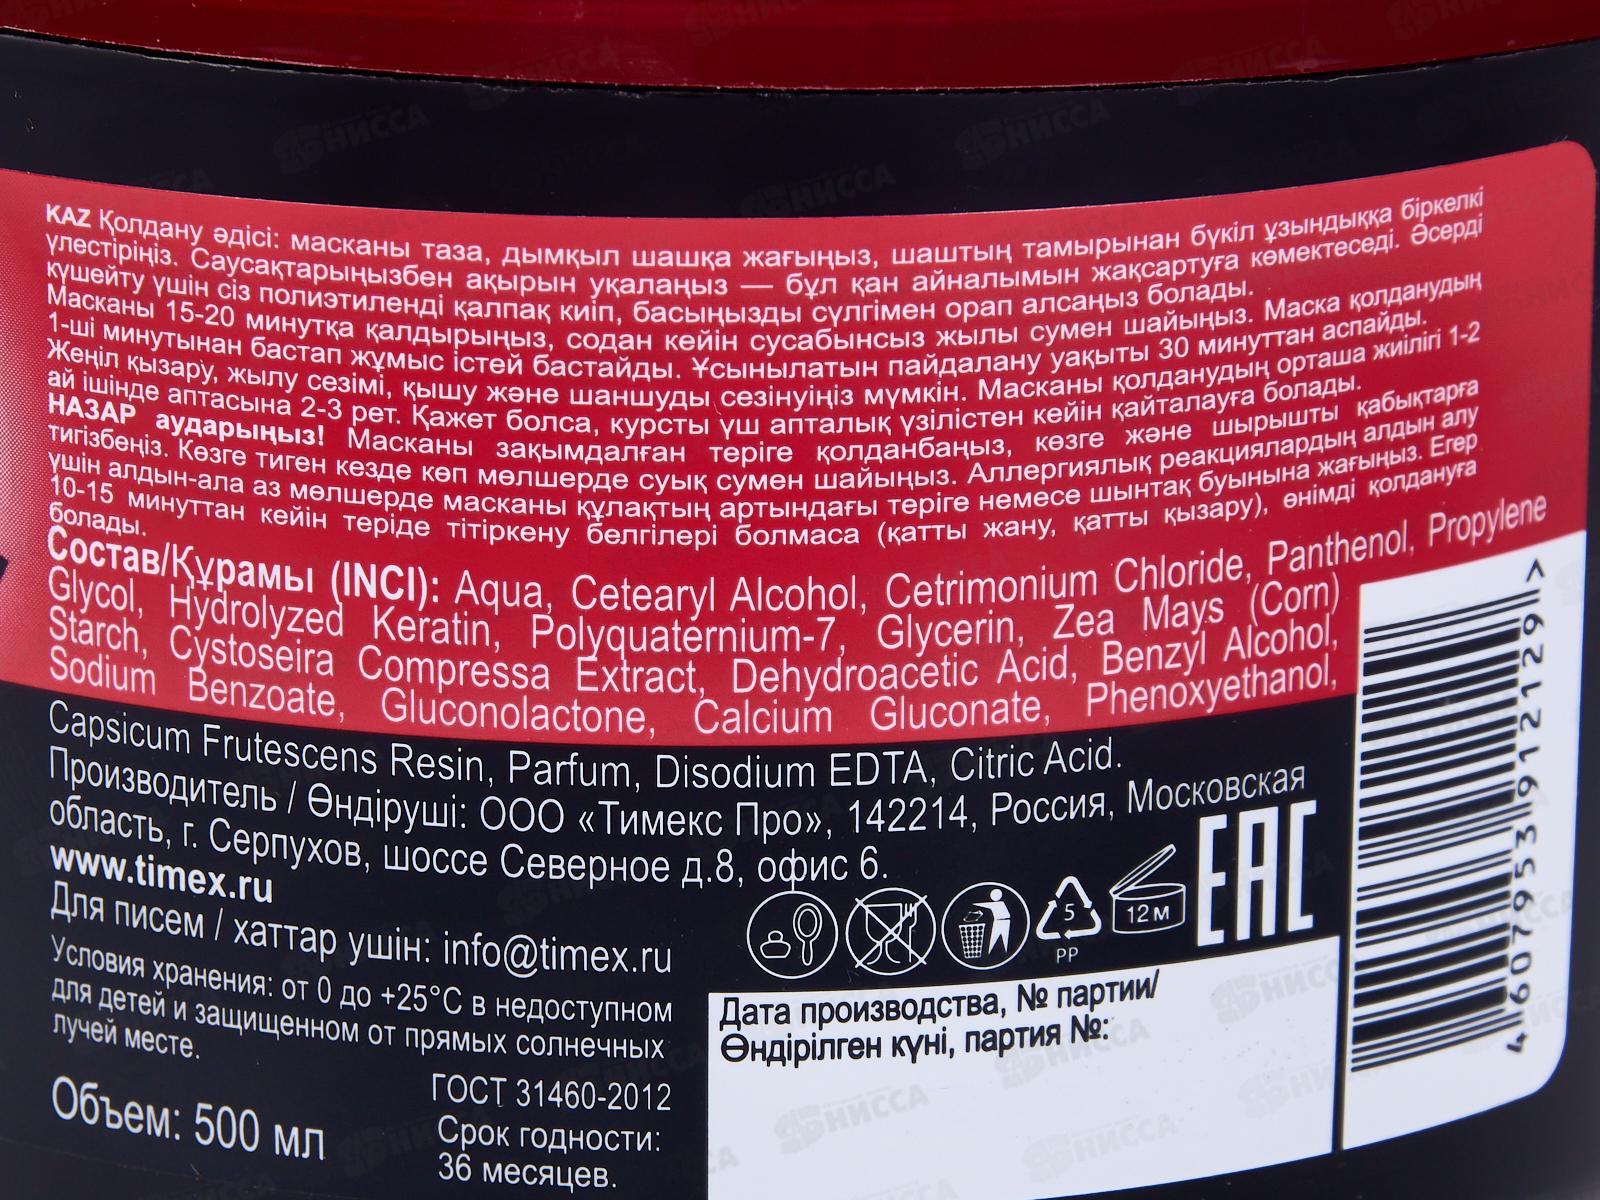 KAZ Қолдану әдісі: масканы таза, дымқыл шашқа жағыңыз, шаштың тамырынан бүкіл ұзындыққа біркелкі
үлестіріңіз. Саусақтарыңызбен ақырын уқалаңыз — бұл қан айналымын жақсартуға көмектеседі. Әсерді
күшейту үшін сіз полиэтиленді қалпақ киіп, басыңызды сүлгімен орап алсаңыз болады.
Масканы 15-20 минутқа қалдырыңыз, содан кейін сусабынсыз жылы сумен шайыңыз. Маска қолданудың
1-ші минутынан бастап жұмыс істей бастайды. Ұсынылатын пайдалану уақыты 30 минуттан аспайды.
Жеңіл қызару, жылу сезімі, қышу және шаншуды сезінуіңіз мүмкін. Масканы қолданудың орташа жиілігі 1-2
ай ішінде аптасына 2-3 рет. Қажет болса, курсты үш апталық үзілістен кейін қайталауға болады.
НАЗАР аударыңыз! Масканы зақымдалған теріге қолданбаңыз, көзге және шырышты қабықтарға
тигізбеңіз. Көзге тиген кезде көп мөлшерде суық сумен шайыңыз. Аллергиялық реакциялардың алдын алу
үшін алдын-ала аз мөлшерде масканы құлақтың артындағы теріге немесе шынтақ буынына жағыңыз. Егер
10-15 минуттан кейін теріде тітіркену белгілері болмаса (қатты жану, қатты қызару), өнімді қолдануға
болады.
Состав/Құрамы (INCI): Aqua, Cetearyl Alcohol, Cetrimonium Chloride, Panthenol, Propylene
Glycol, Hydrolyzed Keratin, Polyquaternium-7, Glycerin, Zea Mays (Corn)
Starch, Cystoseira Compressa Extract, Dehydroacetic Acid, Benzyl Alcohol,
Sodium Benzoate, Gluconolactone, Calcium Gluconate, Phenoxyethanol,
Capsicum Frutescens Resin, Parfum, Disodium EDTA, Citric Acid.
Производитель / Өндіруші: ООО «Тимекс Про», 142214, Россия, Московская
область, г. Серпухов, шоссе Северное д.8, офис 6.
www.timex.ru
Для писем / хаттар үшін: info@timex.ru
Условия хранения: от 0 до +25°С в недоступном
для детей и защищенном от прямых солнечных
лучей месте.
ГОСТ 31460-2012
Срок годности:
36 месяцев.
Объем: 500 мл
5
PP
12 м
EAC
Дата производства, № партии/
Өндірілген күні, партия №:
4 607953 912129 >
НИССА